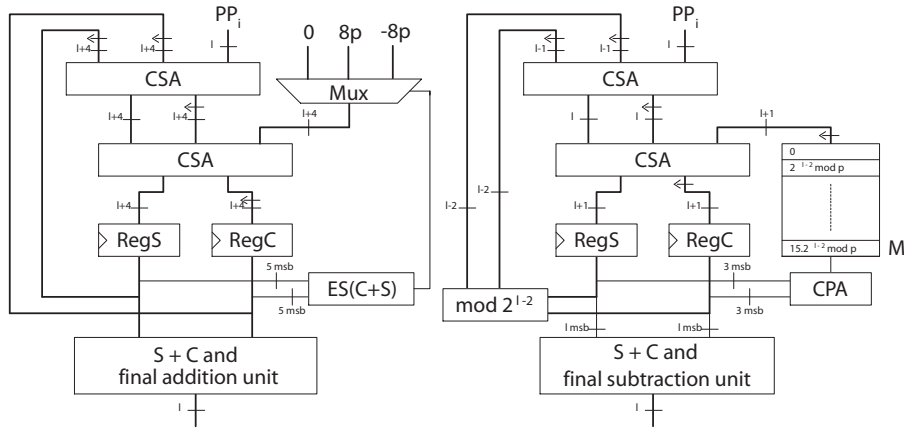 PP i
PP i
l+4
l+4
l
0
8p
-8p
l-1
l-1
l
CSA
Mux
CSA
l+4
l+4
l+4
l
l
l+1
CSA
CSA
0
2 l-2 mod p
l-2
l-2
l+4
l+4
l+1
l+1
RegS
RegC
RegS
RegC
15.2 l-2 mod p
M
5 msb
ES(C+S)
5 msb
3 msb
CPA
3 msb
mod 2 l-2
l msb
l msb
S + C and
final addition unit
S + C and
final subtraction unit
l
l